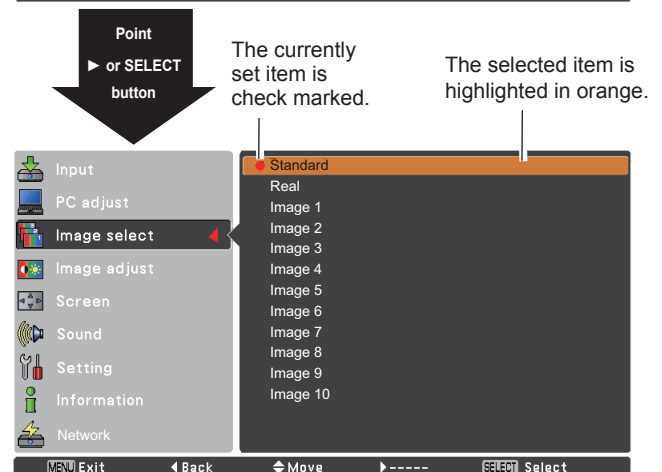 Point
► or SELECT
button
The currently
set item is
check marked.
The selected item is
highlighted in orange.
Input
PC adjust
Image select
Image adjust
Screen
Sound
Setting
Information
Network
Standard
Real
Image 1
Image 2
Image 3
Image 4
Image 5
Image 6
Image 7
Image 8
Image 9
Image 10
MENU Exit ◄Back Move ►----- SELECT Select